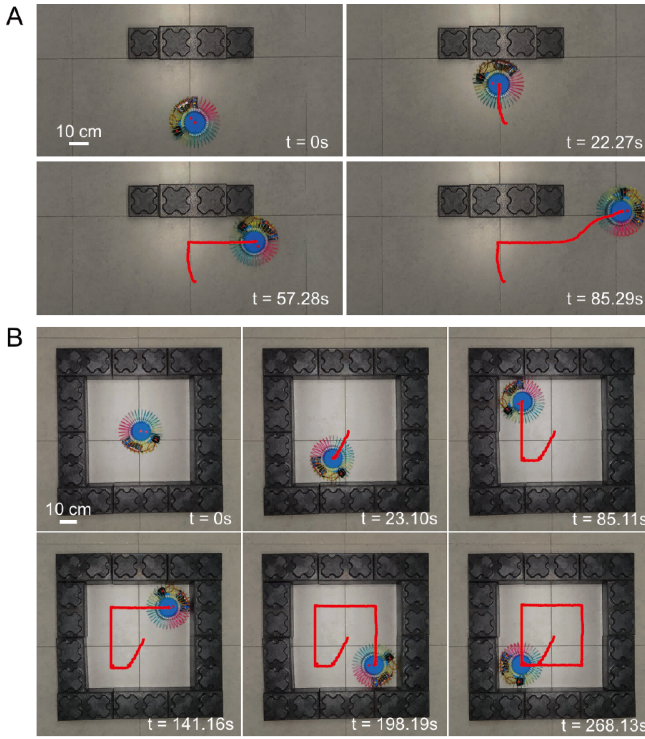 A
10 cm
t = 0s
t = 22.27s
t = 57.28s
t = 85.29s
B
10 cm
t = 0s
t = 23.10s
t = 85.11s
t = 141.16s
t = 198.19s
t = 268.13s